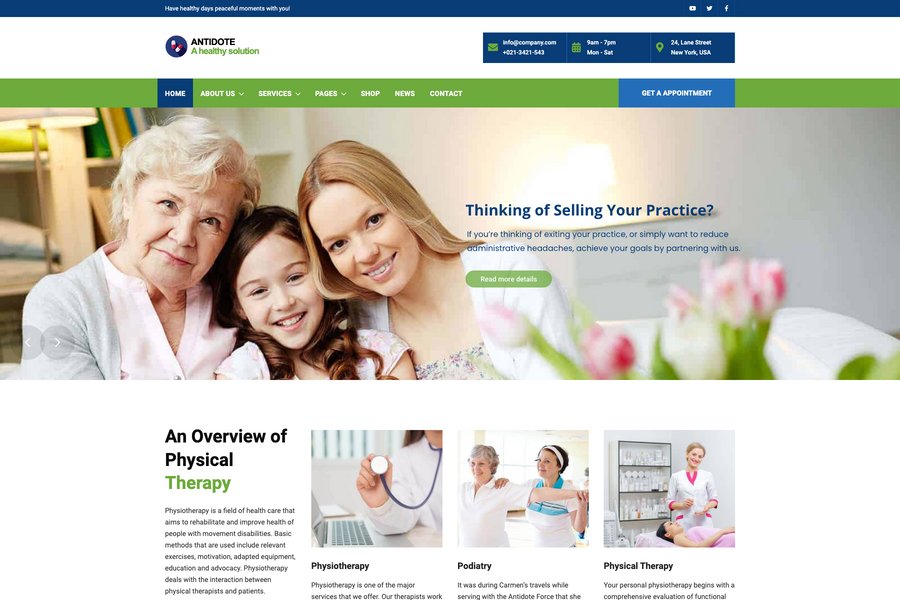 Have healthy days peaceful moments with you!
ANTIDOTE
A healthy solution
info@company.com
+021-3421-543
9am - 7pm
Mon - Sat
24, Lane Street
New York, USA
HOME
ABOUT US
SERVICES
PAGES
SHOP
NEWS
CONTACT
GET A APPOINTMENT
Thinking of Selling Your Practice?
If you’re thinking of exiting your practice, or simply want to reduce
administrative headaches, achieve your goals by partnering with us.
Read more details
An Overview of
Physical
Therapy
Physiotherapy is a field of health care that
aims to rehabilitate and improve health of
people with movement disabilities. Basic
methods that are used include relevant
exercises, motivation, adapted equipment,
education and advocacy. Physiotherapy
deals with the interaction between
physical therapists and patients.
Physiotherapy
Physiotherapy is one of the major
services that we offer. Our therapists work
Podiatry
It was during Carmen’s travels while
serving with the Antidote Force that she
Physical Therapy
Your personal physiotherapy begins with a
comprehensive evaluation of functional